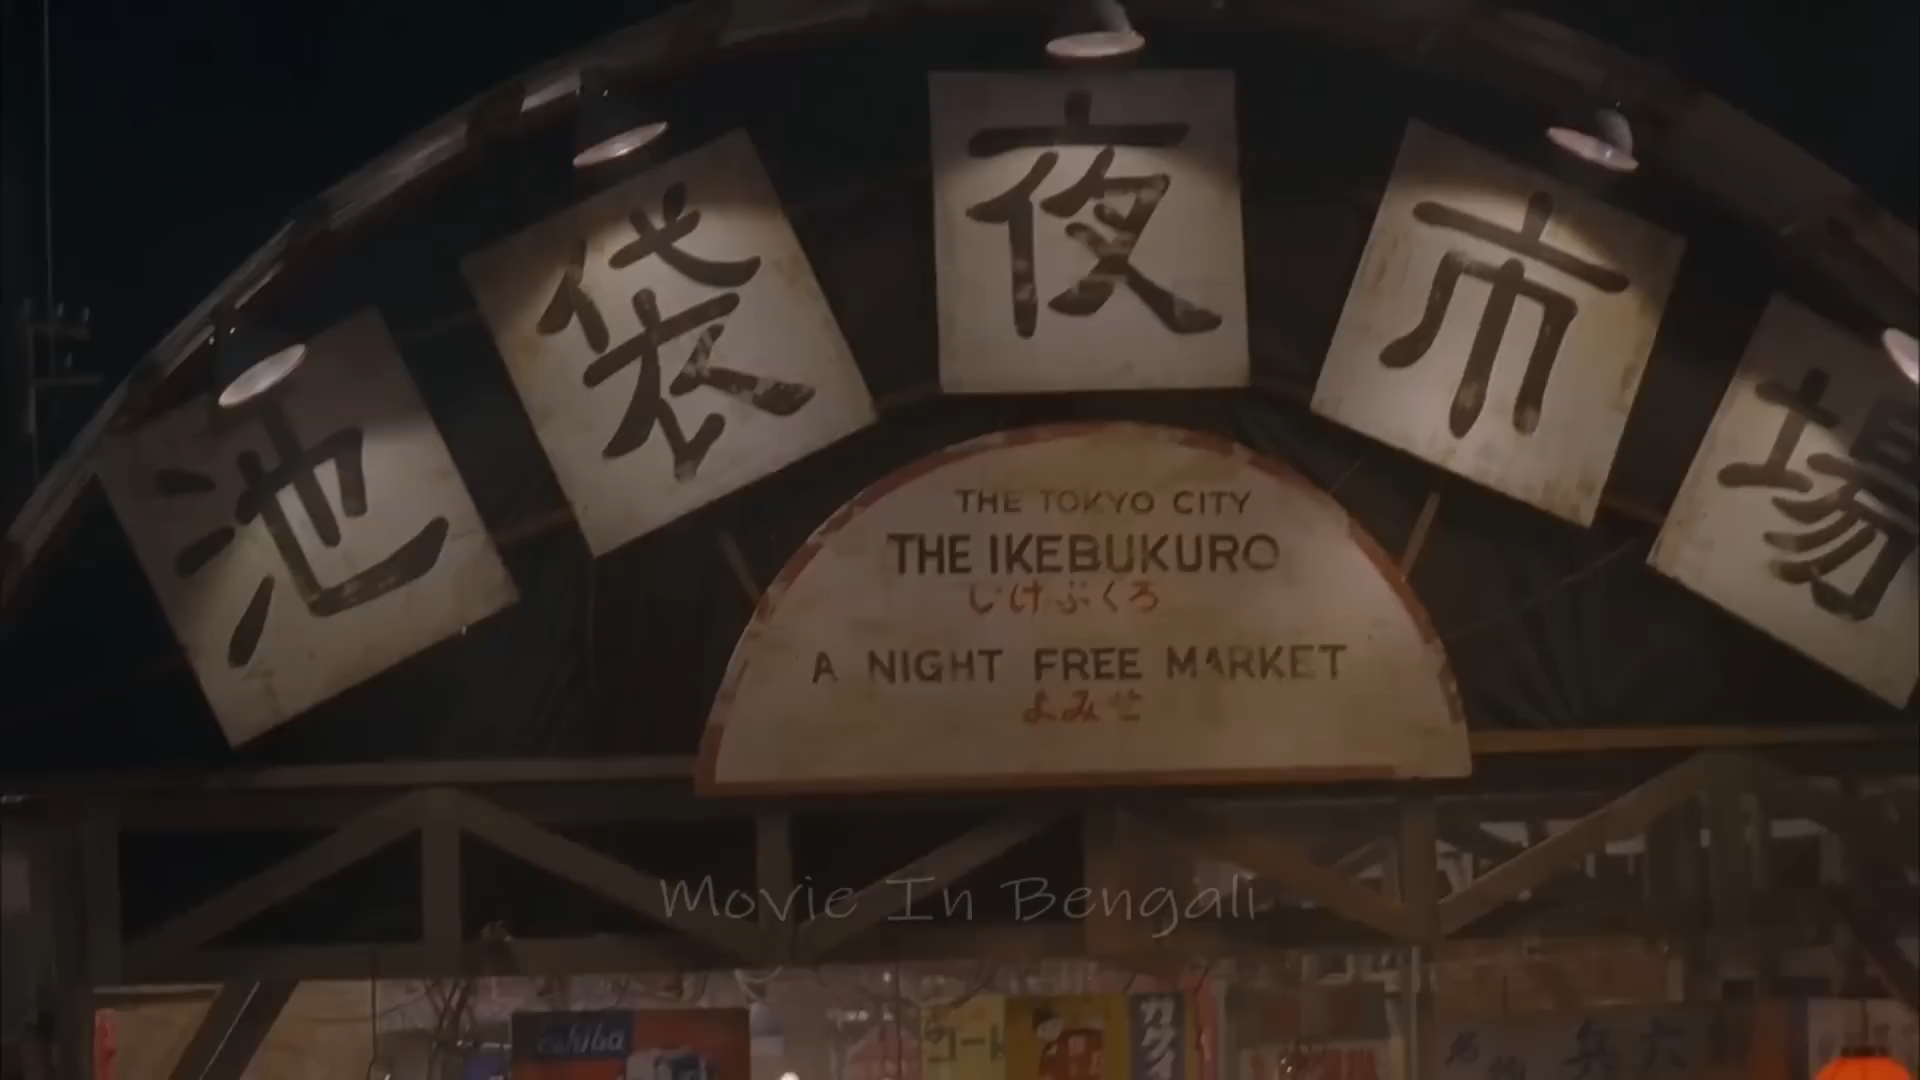 池袋夜市場
THE TOKYO CITY
THE IKEBUKURO
いけぶくろ
A NIGHT FREE MARKET
よみせ
Movie In Bengali